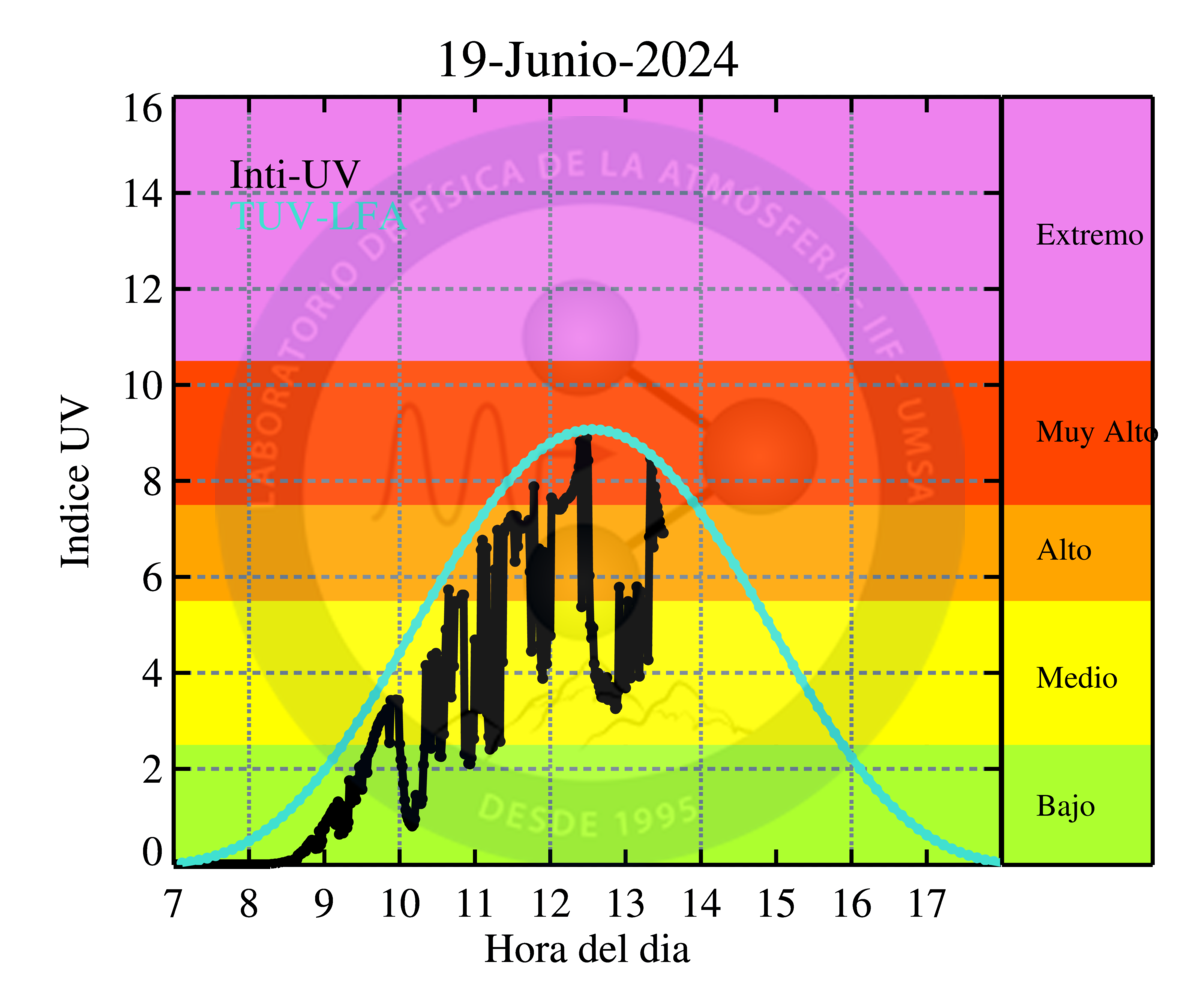 19-Junio-2024
16
14
12
10
8
6
4
2
0
Indice UV
Inti-UV
TUV-LFA
LABORATORIO DE FÍSICA DE LA ATMÓSFERA - IIF - UMSA
DESDE 1995
Extremo
Muy Alto
Alto
Medio
Bajo
7 8 9 10 11 12 13 14 15 16 17
Hora del dia